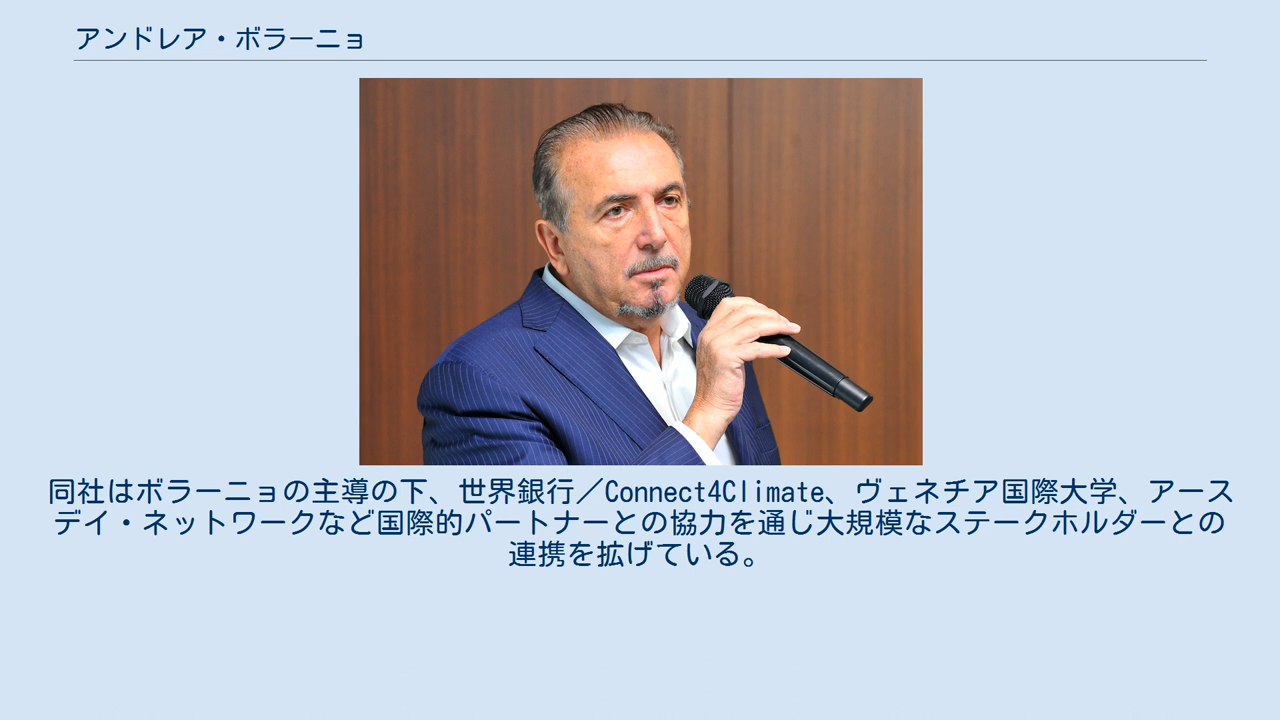 アンドレア・ボラーニョ
同社はボラーニョの主導の下、世界銀行／Connect4Climate、ヴェネチア国際大学、アース
デイ・ネットワークなど国際的パートナーとの協力を通じ大規模なステークホルダーとの
連携を拡げている。